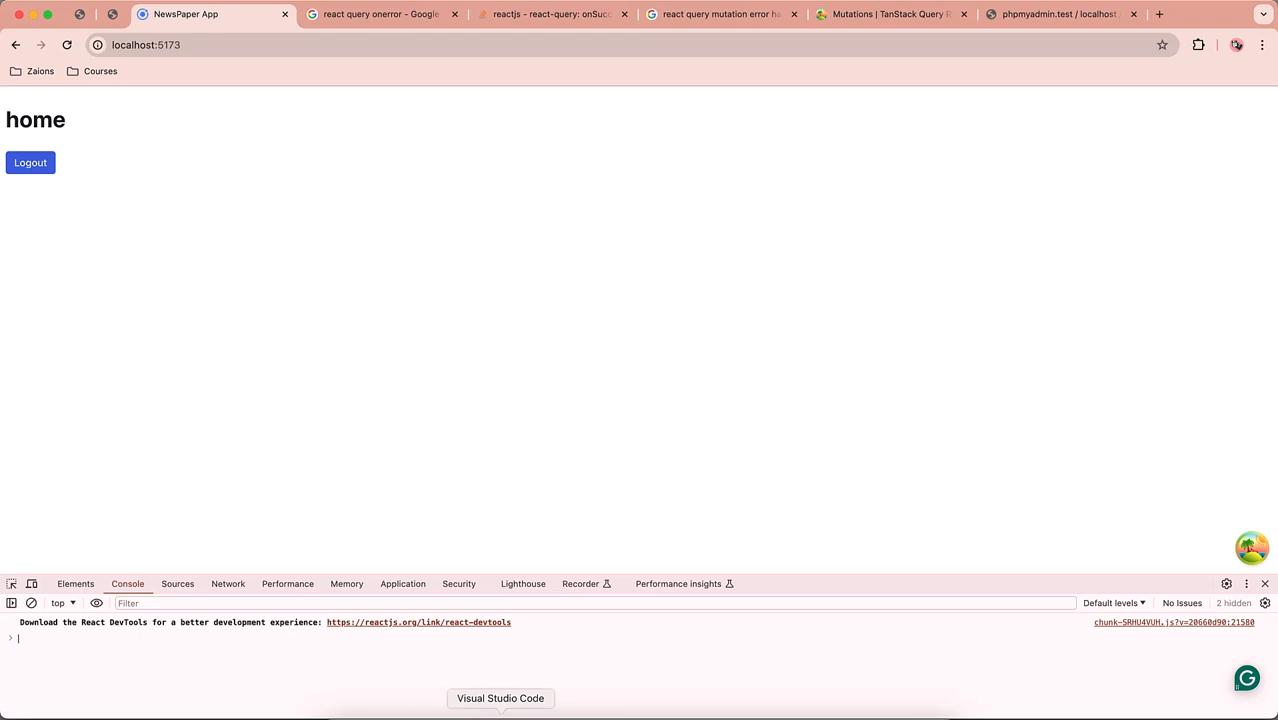 NewsPaper App
react query onerror - Google
reactjs - react-query: onSuc
react query mutation error ha
Mutations | TanStack Query R
phpmyadmin.test / localhost /
localhost:5173
Zaions
Courses
home
Logout
Elements
Console
Sources
Network
Performance
Memory
Application
Security
Lighthouse
Recorder
Performance insights
top
Filter
Default levels
No Issues
2 hidden
Download the React DevTools for a better development experience: https://reactjs.org/link/react-devtools
chunk-SRHU4VUH.js?v=20660d90:21580
Visual Studio Code